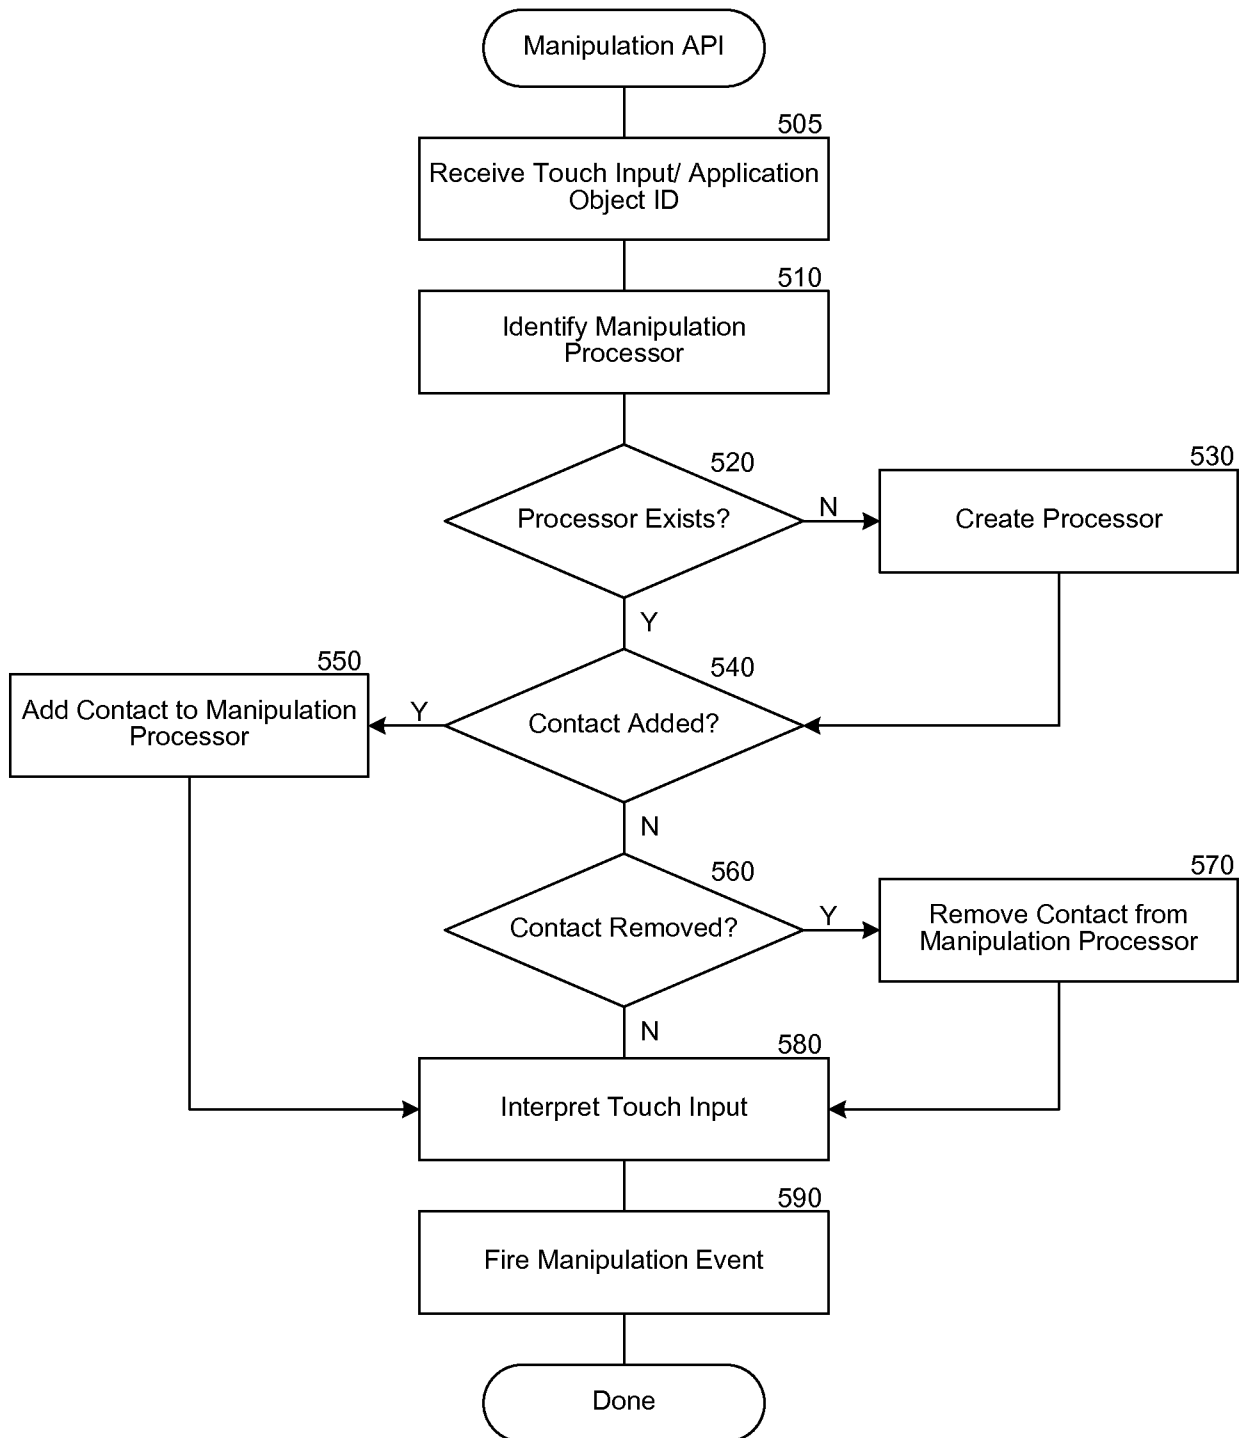 Manipulation API
505
Receive Touch Input/ Application
Object ID
510
Identify Manipulation
Processor
520
Processor Exists?
N
530
Create Processor
Y
540
Contact Added?
Y
550
Add Contact to Manipulation
Processor
N
560
Contact Removed?
Y
570
Remove Contact from
Manipulation Processor
N
580
Interpret Touch Input
590
Fire Manipulation Event
Done